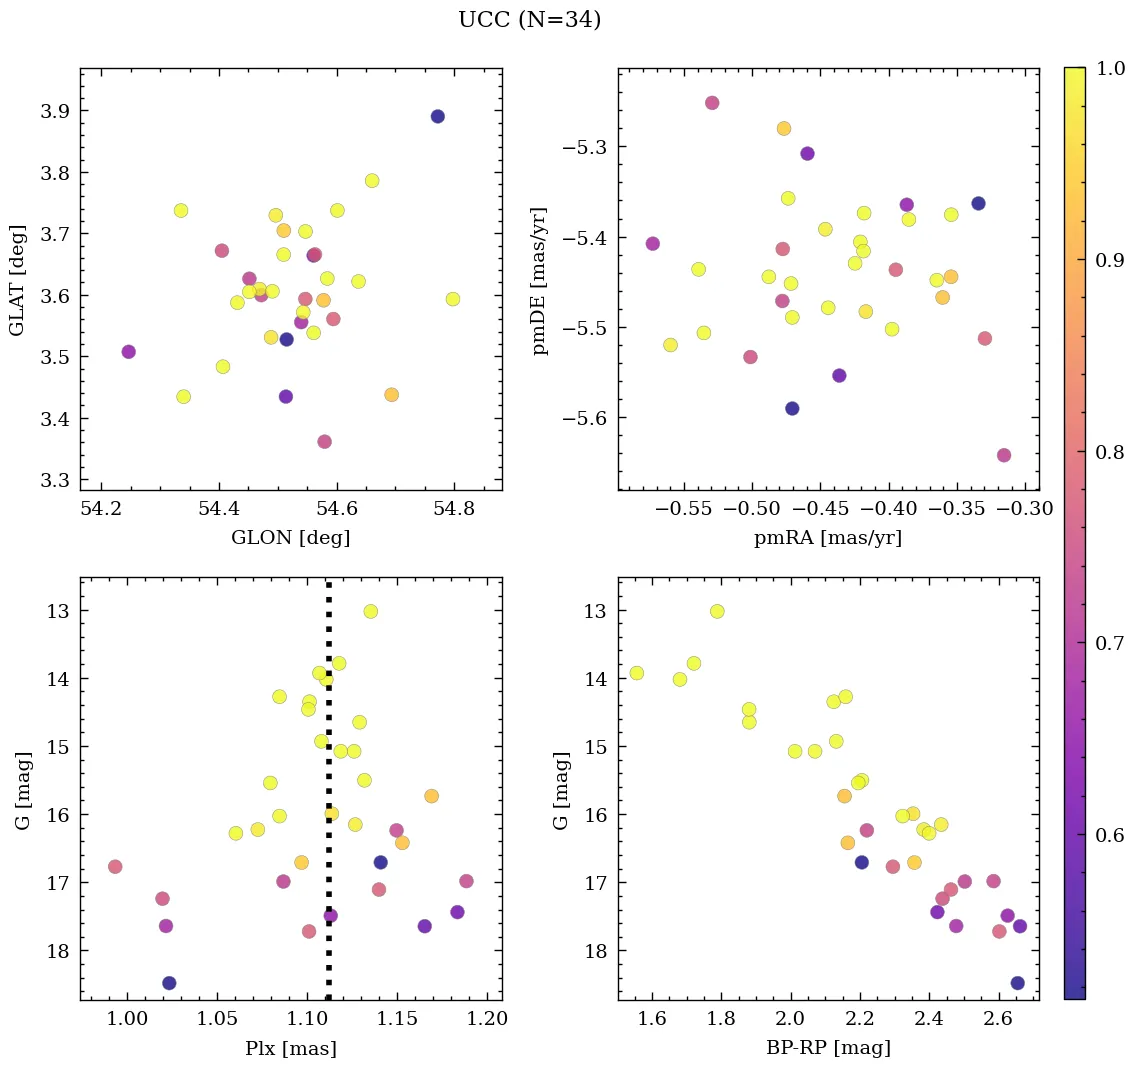 UCC (N=34)
3.9
3.8
3.7
3.6
3.5
3.4
3.3
GLAT [deg]
54.2 54.4 54.6 54.8
GLON [deg]
−5.3
−5.4
−5.5
−5.6
pmDE [mas/yr]
−0.55 −0.50 −0.45 −0.40 −0.35 −0.30
pmRA [mas/yr]
13
14
15
16
17
18
G [mag]
1.00 1.05 1.10 1.15 1.20
Plx [mas]
13
14
15
16
17
18
G [mag]
1.6 1.8 2.0 2.2 2.4 2.6
BP-RP [mag]
1.0
0.9
0.8
0.7
0.6